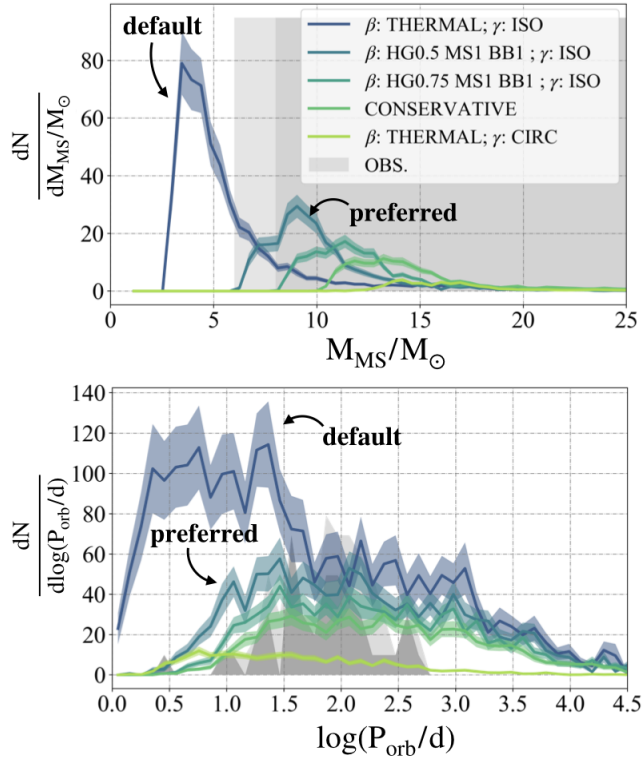 default
β: THERMAL; γ: ISO
β: HG0.5 MS1 BB1 ; γ: ISO
β: HG0.75 MS1 BB1 ; γ: ISO
CONSERVATIVE
β: THERMAL; γ: CIRC
OBS.
preferred
dN
dM_MS/M_⊙
80
60
40
20
0
0 5 10 15 20 25
M_MS/M_⊙
default
preferred
dN
dlog(P_orb/d)
140
120
100
80
60
40
20
0
0.0 0.5 1.0 1.5 2.0 2.5 3.0 3.5 4.0 4.5
log(P_orb/d)